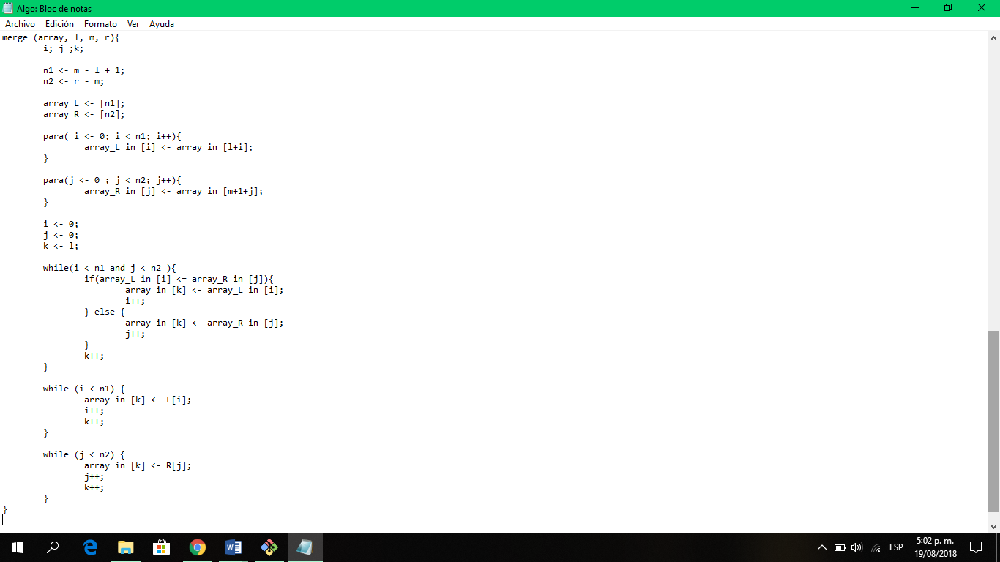 Algo: Bloc de notas
Archivo Edición Formato Ver Ayuda
merge (array, l, m, r){
i; j ;k;
n1 <- m - l + 1;
n2 <- r - m;
array_L <- [n1];
array_R <- [n2];
para( i <- 0; i < n1; i++){
array_L in [i] <- array in [l+i];
}
para(j <- 0 ; j < n2; j++){
array_R in [j] <- array in [m+1+j];
}
i <- 0;
j <- 0;
k <- l;
while(i < n1 and j < n2 ){
if(array_L in [i] <= array_R in [j]){
array in [k] <- array_L in [i];
i++;
} else {
array in [k] <- array_R in [j];
j++;
}
k++;
}
while (i < n1) {
array in [k] <- L[i];
i++;
k++;
}
while (j < n2) {
array in [k] <- R[j];
j++;
k++;
}
}
ESP
5:02 p. m.
19/08/2018